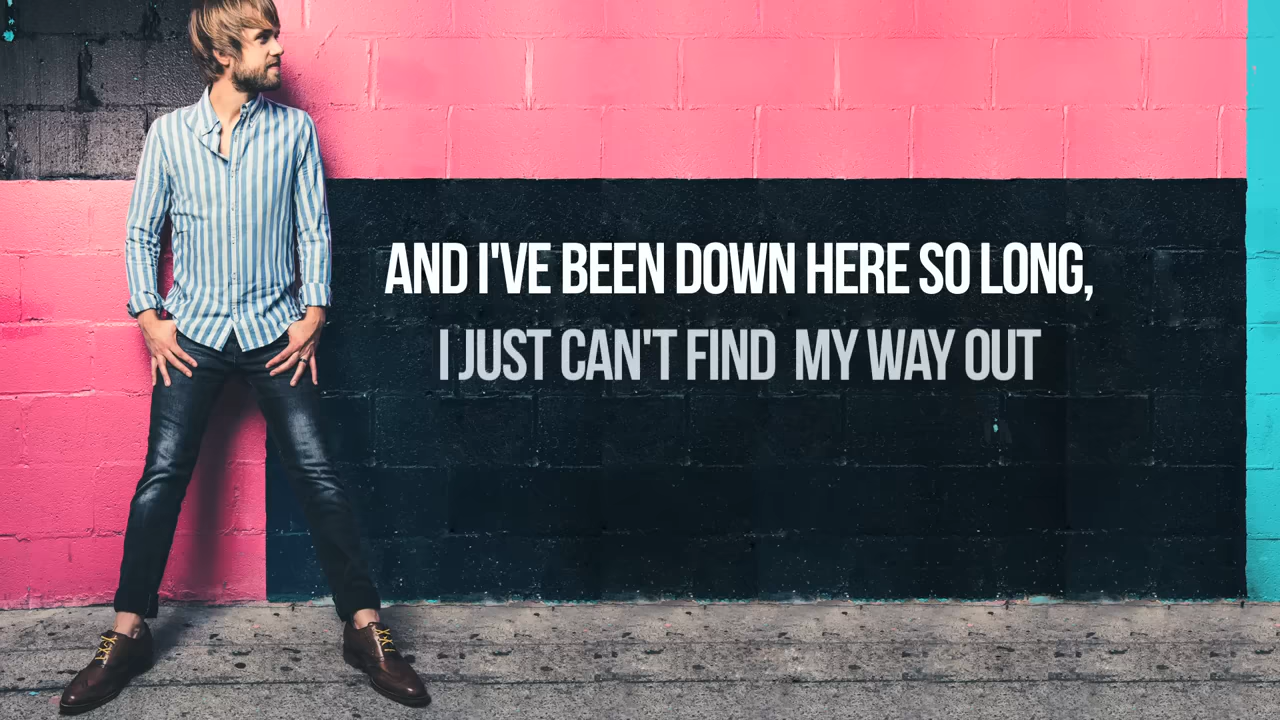 AND I'VE BEEN DOWN HERE SO LONG,
I JUST CAN'T FIND  MY WAY OUT